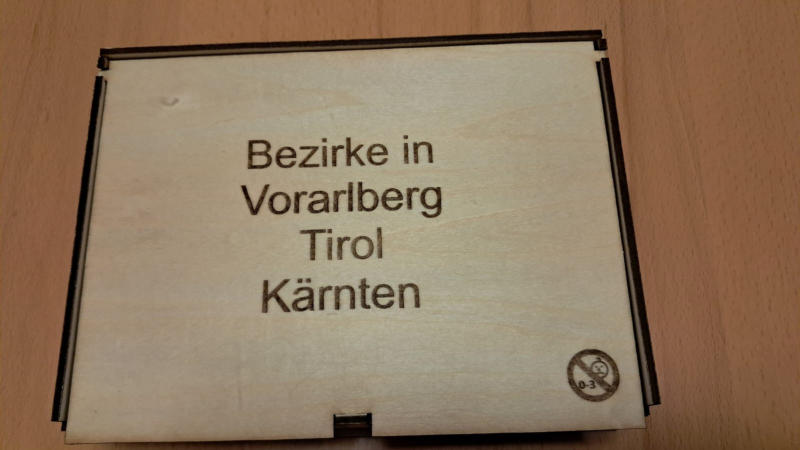 Bezirke in
Vorarlberg
Tirol
Kärnten
0-3